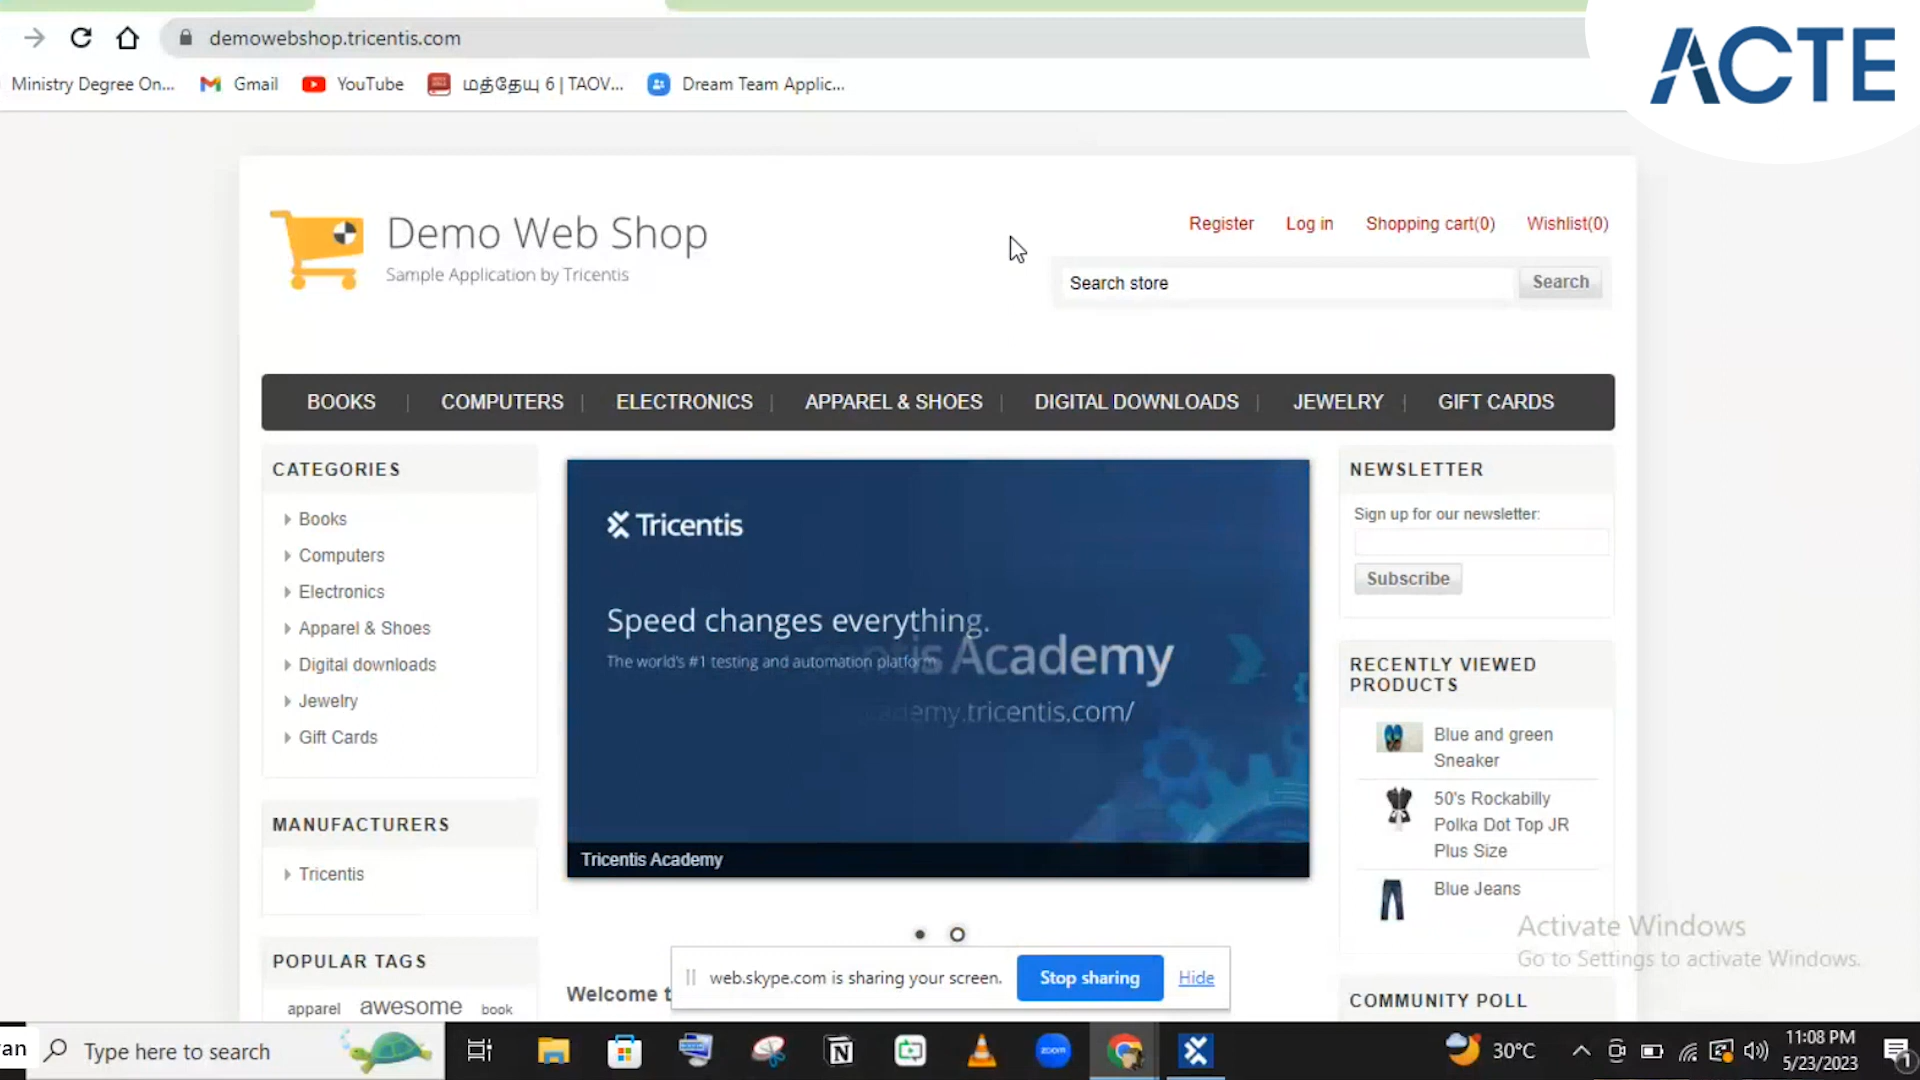 demowebshop.tricentis.com
ACTE
Ministry Degree On...
Gmail
YouTube
மத்தேயு 6 | TAOV...
Dream Team Applic...
Demo Web Shop
Sample Application by Tricentis
Register
Log in
Shopping cart(0)
Wishlist(0)
Search store
Search
BOOKS
COMPUTERS
ELECTRONICS
APPAREL & SHOES
DIGITAL DOWNLOADS
JEWELRY
GIFT CARDS
CATEGORIES
Books
Computers
Electronics
Apparel & Shoes
Digital downloads
Jewelry
Gift Cards
MANUFACTURERS
Tricentis
POPULAR TAGS
apparel awesome book
Tricentis
Speed changes everything.
The world's #1 testing and automation platform
Academy
academy.tricentis.com/
Tricentis Academy
Welcome t
NEWSLETTER
Sign up for our newsletter:
Subscribe
RECENTLY VIEWED
PRODUCTS
Blue and green
Sneaker
50's Rockabilly
Polka Dot Top JR
Plus Size
Blue Jeans
COMMUNITY POLL
Activate Windows
Go to Settings to activate Windows.
web.skype.com is sharing your screen.
Stop sharing
Hide
an
Type here to search
zoom
30°C
11:08 PM
5/23/2023
1